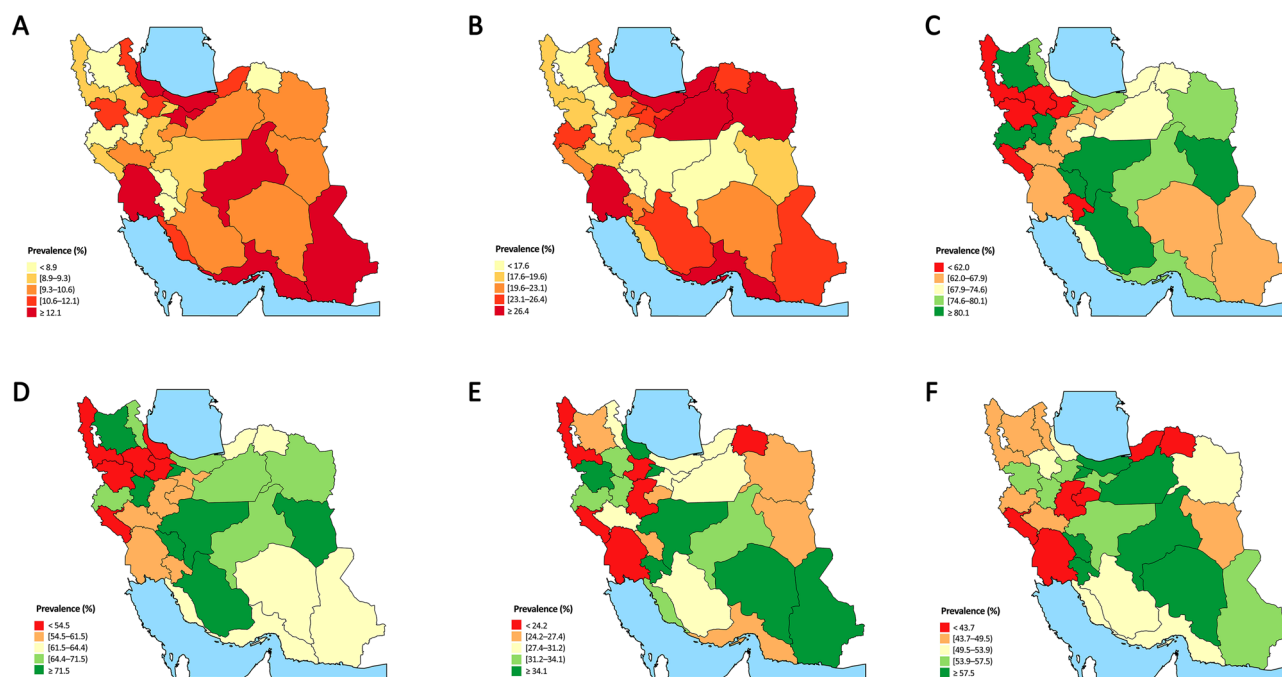 A
Prevalence (%)
< 8.9
[8.9–9.3)
[9.3–10.6)
[10.6–12.1)
≥ 12.1
B
Prevalence (%)
< 17.6
[17.6–19.6)
[19.6–23.1)
[23.1–26.4)
≥ 26.4
C
Prevalence (%)
< 62.0
[62.0–67.9)
[67.9–74.6)
[74.6–80.1)
≥ 80.1
D
Prevalence (%)
< 54.5
[54.5–61.5)
[61.5–64.4)
[64.4–71.5)
≥ 71.5
E
Prevalence (%)
< 24.2
[24.2–27.4)
[27.4–31.2)
[31.2–34.1)
≥ 34.1
F
Prevalence (%)
< 43.7
[43.7–49.5)
[49.5–53.9)
[53.9–57.5)
≥ 57.5